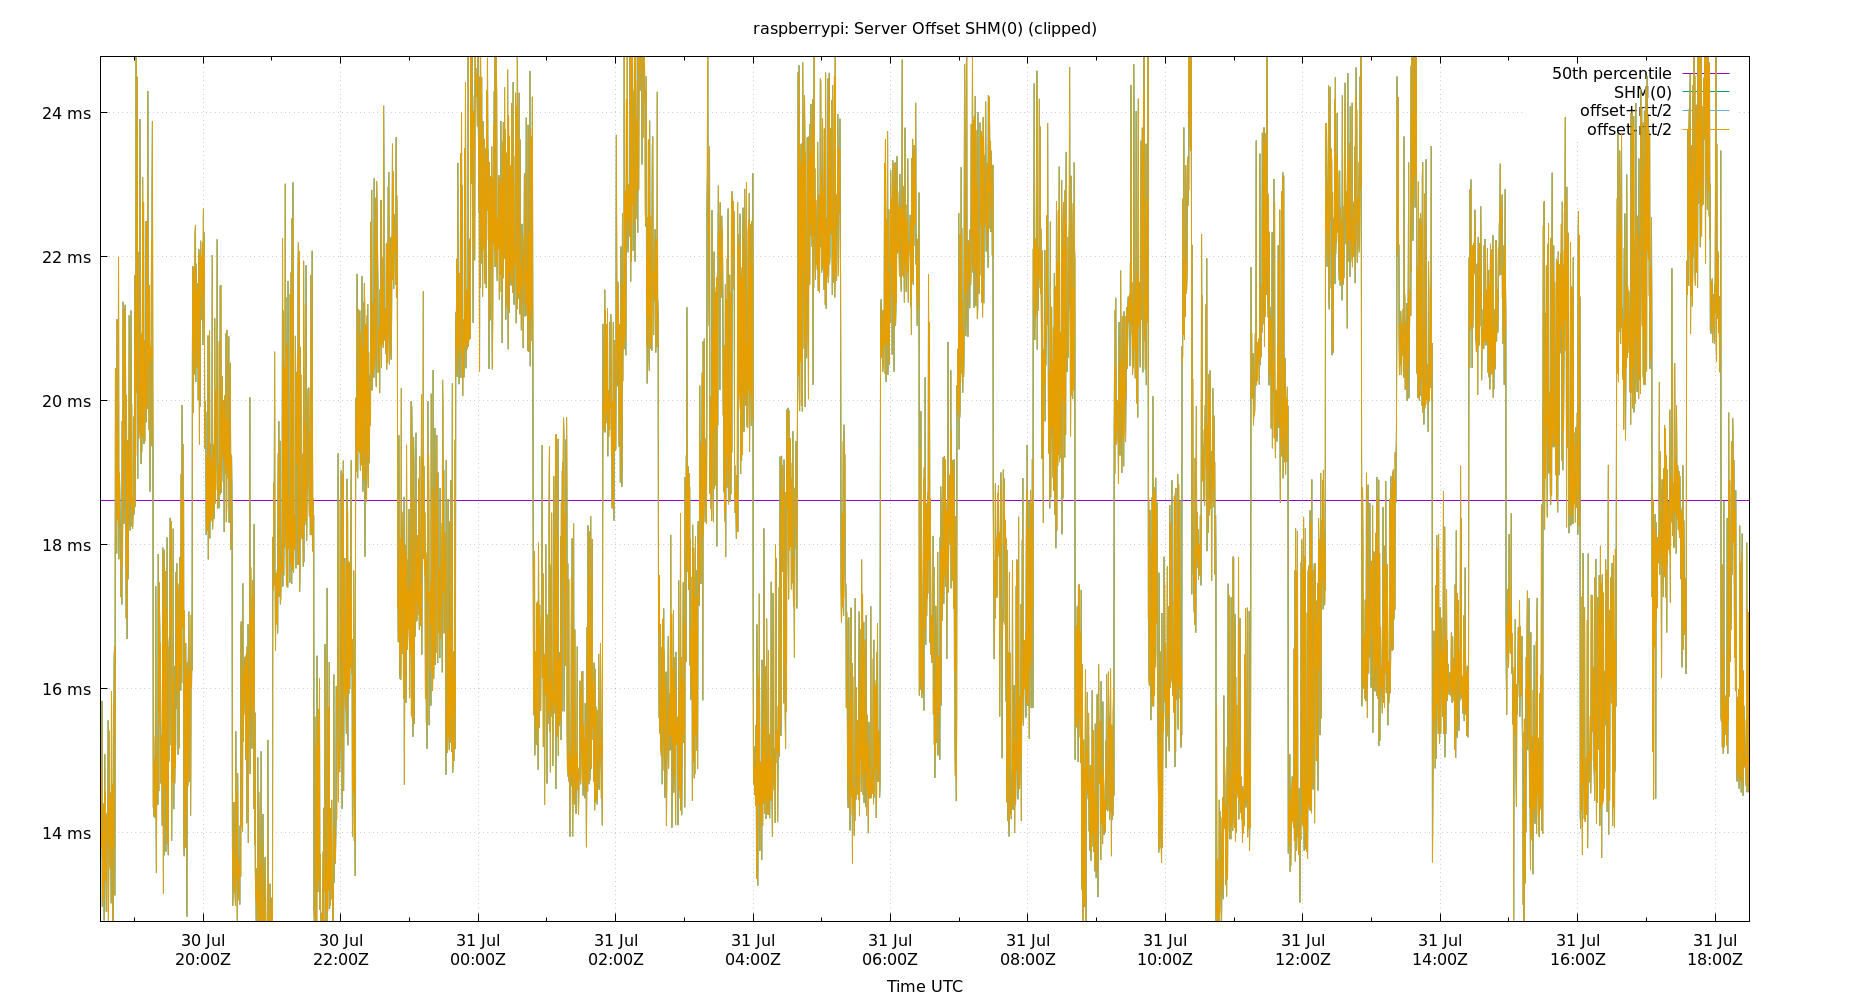 raspberrypi: Server Offset SHM(0) (clipped)
50th percentile
SHM(0)
offset+rtt/2
offset-rtt/2
24 ms
22 ms
20 ms
18 ms
16 ms
14 ms
30 Jul 30 Jul 31 Jul 31 Jul 31 Jul 31 Jul 31 Jul 31 Jul 31 Jul 31 Jul 31 Jul 31 Jul
20:00Z 22:00Z 00:00Z 02:00Z 04:00Z 06:00Z 08:00Z 10:00Z 12:00Z 14:00Z 16:00Z 18:00Z
Time UTC